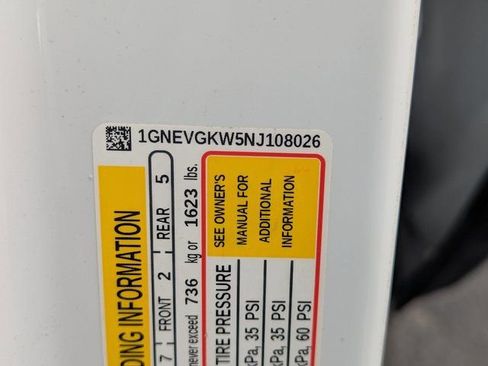 1GNEVGKW5NJ108026
DING INFORMATION
7 FRONT 2 REAR 5
never exceed 736 kg or 1623 lbs.
TIRE PRESSURE SEE OWNER'S
kPa, 35 PSI MANUAL FOR
kPa, 35 PSI ADDITIONAL
kPa, 60 PSI INFORMATION